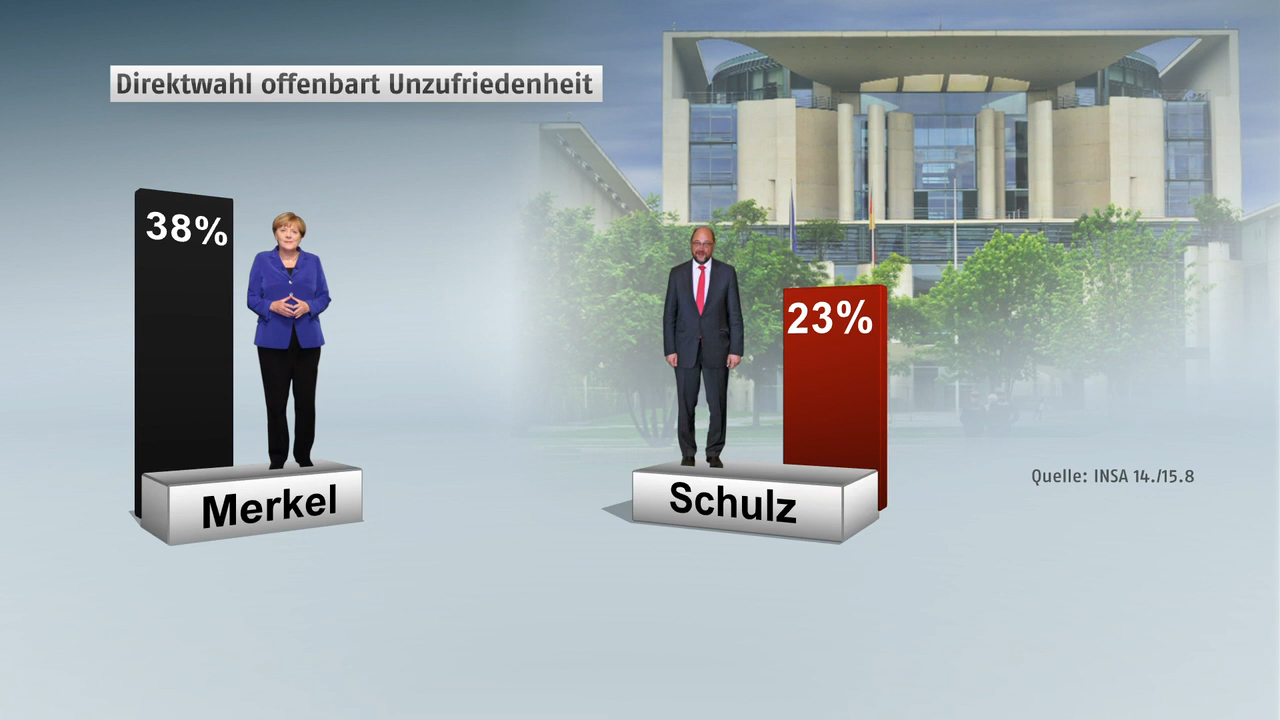 Direktwahl offenbart Unzufriedenheit
38%
23%
Merkel
Schulz
Quelle: INSA 14./15.8